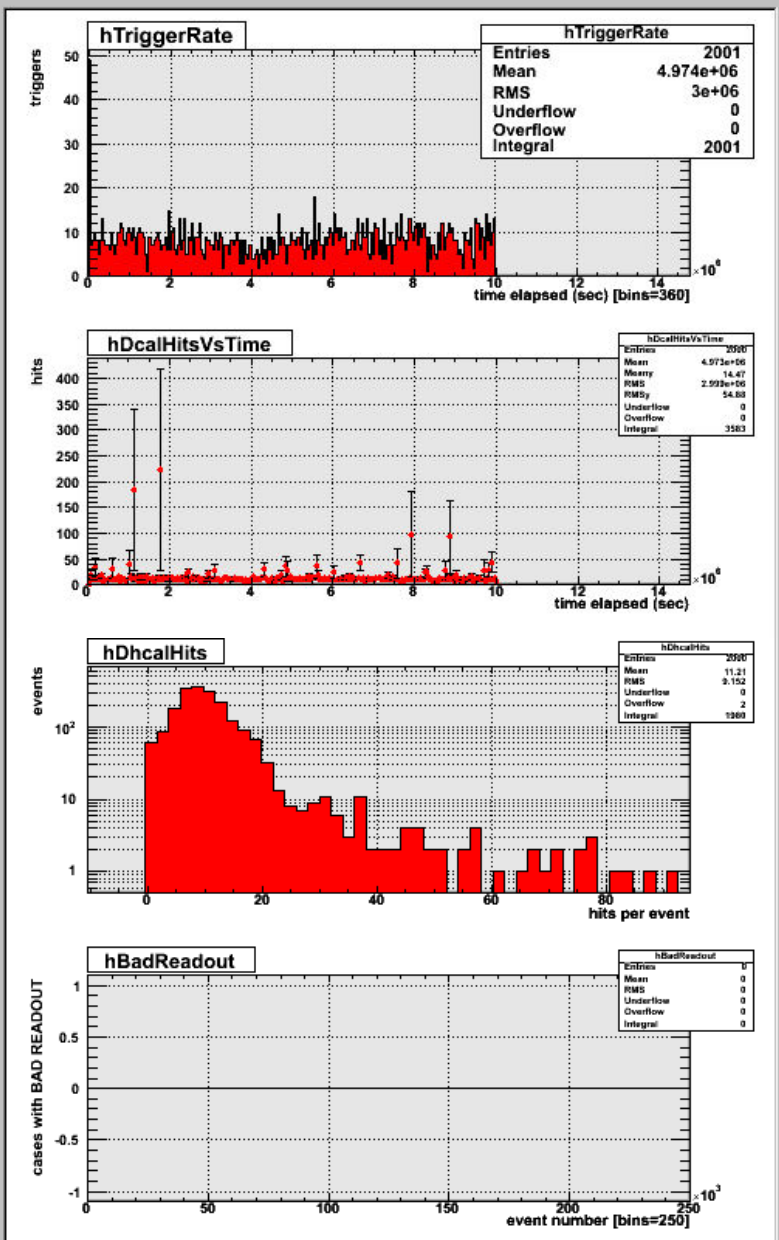 hTriggerRate
hTriggerRate
Entries 2001
Mean 4.974e+06
RMS 3e+06
Underflow 0
Overflow 0
Integral 2001
triggers
50
40
30
20
10
0
0 2 4 6 8 10 12 14 ×10⁶
time elapsed (sec) [bins=360]
hDcalHitsVsTime
hDcalHitsVsTime
Entries 2000
Mean 4.973e+06
Meany 14.47
RMS 2.999e+06
RMSy 54.88
Underflow 0
Overflow 0
Integral 3583
hits
400
350
300
250
200
150
100
50
0
0 2 4 6 8 10 12 14 ×10⁶
time elapsed (sec)
hDhcalHits
hDhcalHits
Entries 2000
Mean 11.21
RMS 9.152
Underflow 0
Overflow 2
Integral 1980
events
10²
10
1
0 20 40 60 80
hits per event
hBadReadout
hBadReadout
Entries 0
Mean 0
RMS 0
Underflow 0
Overflow 0
Integral 0
cases with BAD READOUT
1
0.5
0
-0.5
-1
0 50 100 150 200 250 ×10³
event number [bins=250]